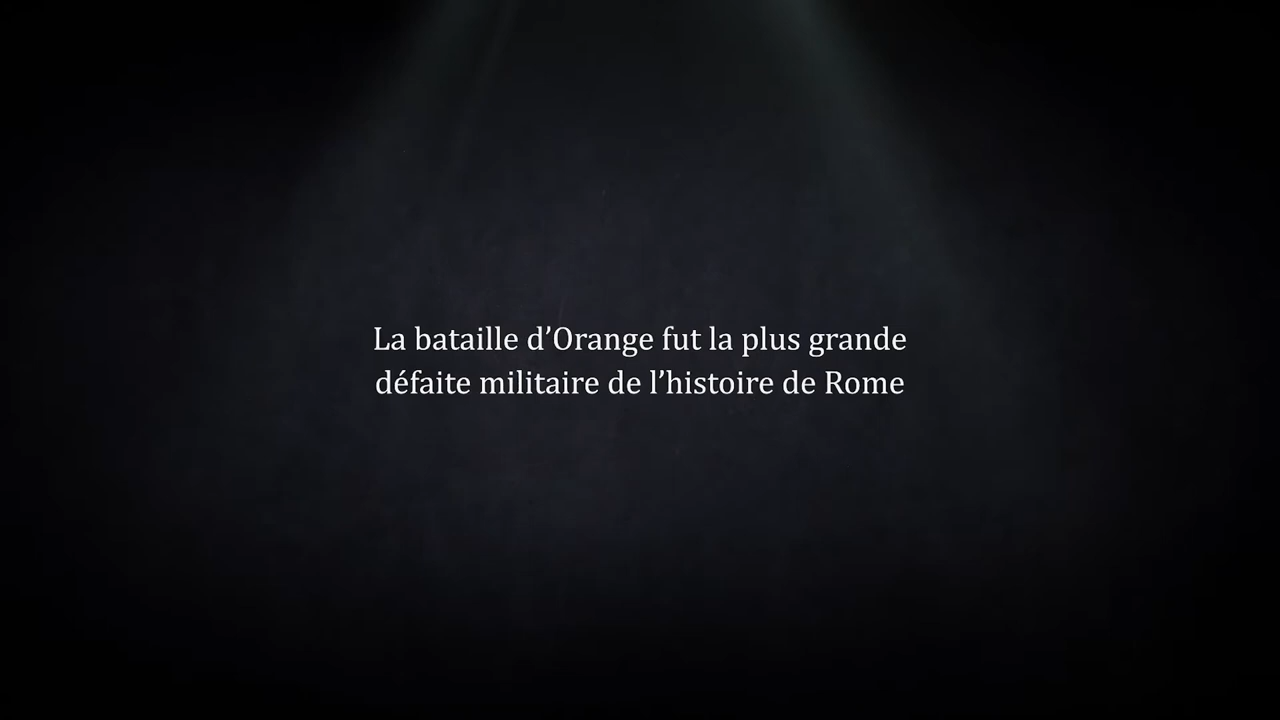 La bataille d’Orange fut la plus grande
défaite militaire de l’histoire de Rome